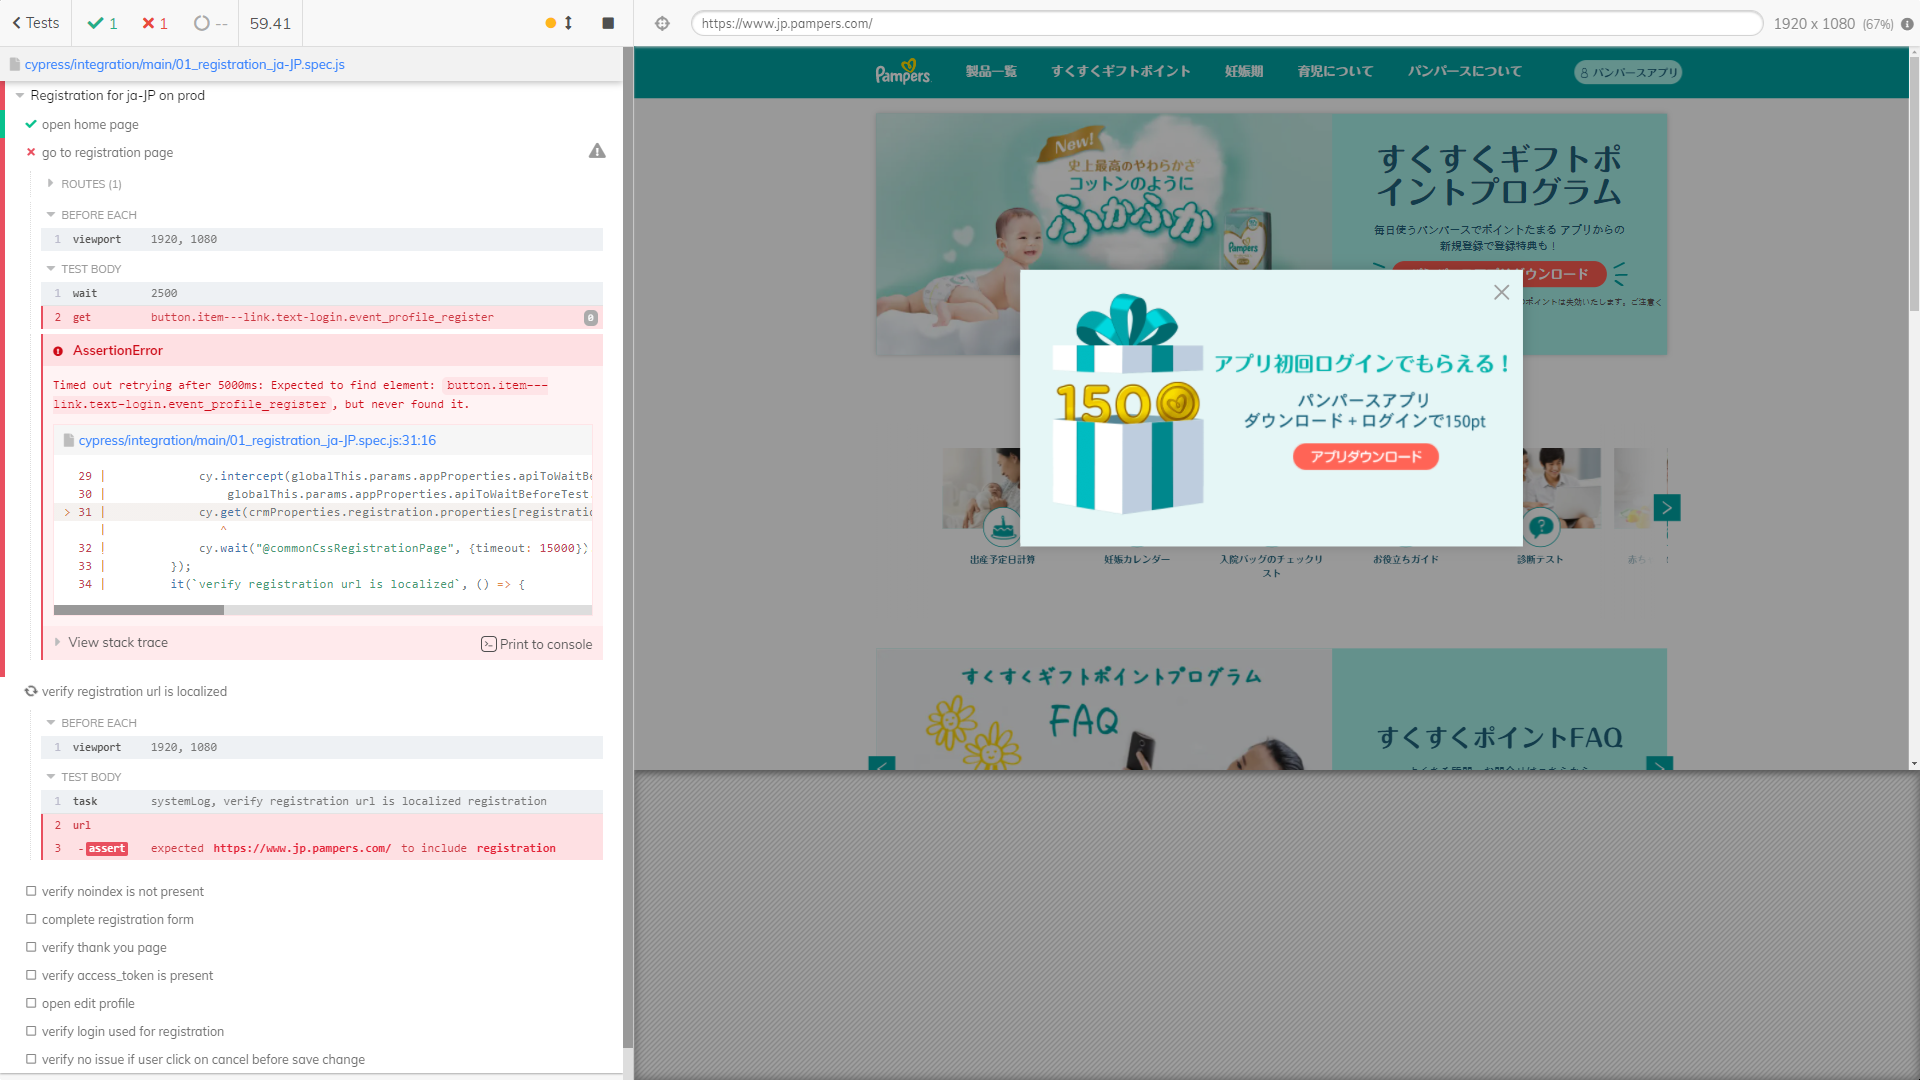 Tests
1
1
--
59.41
https://www.jp.pampers.com/
1920 x 1080 (67%)
cypress/integration/main/01_registration_ja-JP.spec.js
Registration for ja-JP on prod
open home page
go to registration page
ROUTES (1)
BEFORE EACH
1 viewport 1920, 1080
TEST BODY
1 wait 2500
2 get button.item---link.text-login.event_profile_register 0
AssertionError
Timed out retrying after 5000ms: Expected to find element: button.item---
link.text-login.event_profile_register, but never found it.
cypress/integration/main/01_registration_ja-JP.spec.js:31:16
29 | cy.intercept(globalThis.params.appProperties.apiToWaitBe
30 | globalThis.params.appProperties.apiToWaitBeforeTest
> 31 | cy.get(crmProperties.registration.properties[registratio
| ^
32 | cy.wait("@commonCssRegistrationPage", {timeout: 15000})
33 | });
34 | it(`verify registration url is localized`, () => {
View stack trace
Print to console
verify registration url is localized
BEFORE EACH
1 viewport 1920, 1080
TEST BODY
1 task systemLog, verify registration url is localized registration
2 url
3 -assert expected https://www.jp.pampers.com/ to include registration
verify noindex is not present
complete registration form
verify thank you page
verify access_token is present
open edit profile
verify login used for registration
verify no issue if user click on cancel before save change
Pampers
製品一覧
すくすくギフトポイント
妊娠期
育児について
パンパースについて
パンパースアプリ
New!
史上最高のやわらかさ
コットンのように
ふかふか
Pampers
すくすくギフトポ
イントプログラム
毎日使うパンパースでポイントたまる アプリからの
新規登録で登録特典も！
ウンロード
ポイントは失効いたします。ご注意く
アプリ初回ログインでもらえる！
150
パンパースアプリ
ダウンロード + ログインで150pt
アプリダウンロード
出産予定日計算
妊娠カレンダー
入院バッグのチェックリ
スト
お役立ちガイド
診断テスト
赤ち
すくすくギフトポイントプログラム
FAQ
すくすくポイントFAQ